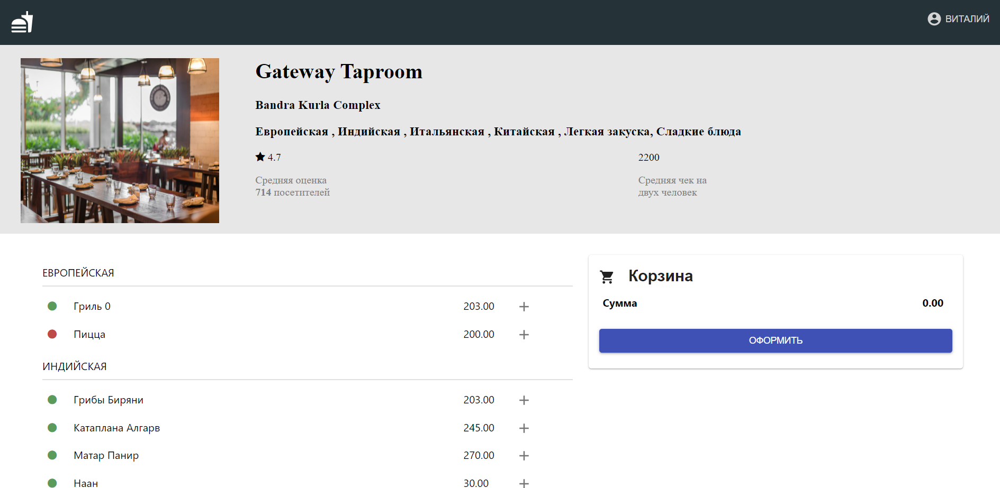 ВИТАЛИЙ
Gateway Taproom
Bandra Kurla Complex
Европейская , Индийская , Итальянская , Китайская , Легкая закуска, Сладкие блюда
4.7
2200
Средняя оценка
714 посетителей
Средняя чек на
двух человек
ЕВРОПЕЙСКАЯ
Гриль 0 203.00
Пицца 200.00
ИНДИЙСКАЯ
Грибы Биряни 203.00
Катаплана Алгарв 245.00
Матар Панир 270.00
Наан 30.00
Корзина
Сумма 0.00
ОФОРМИТЬ